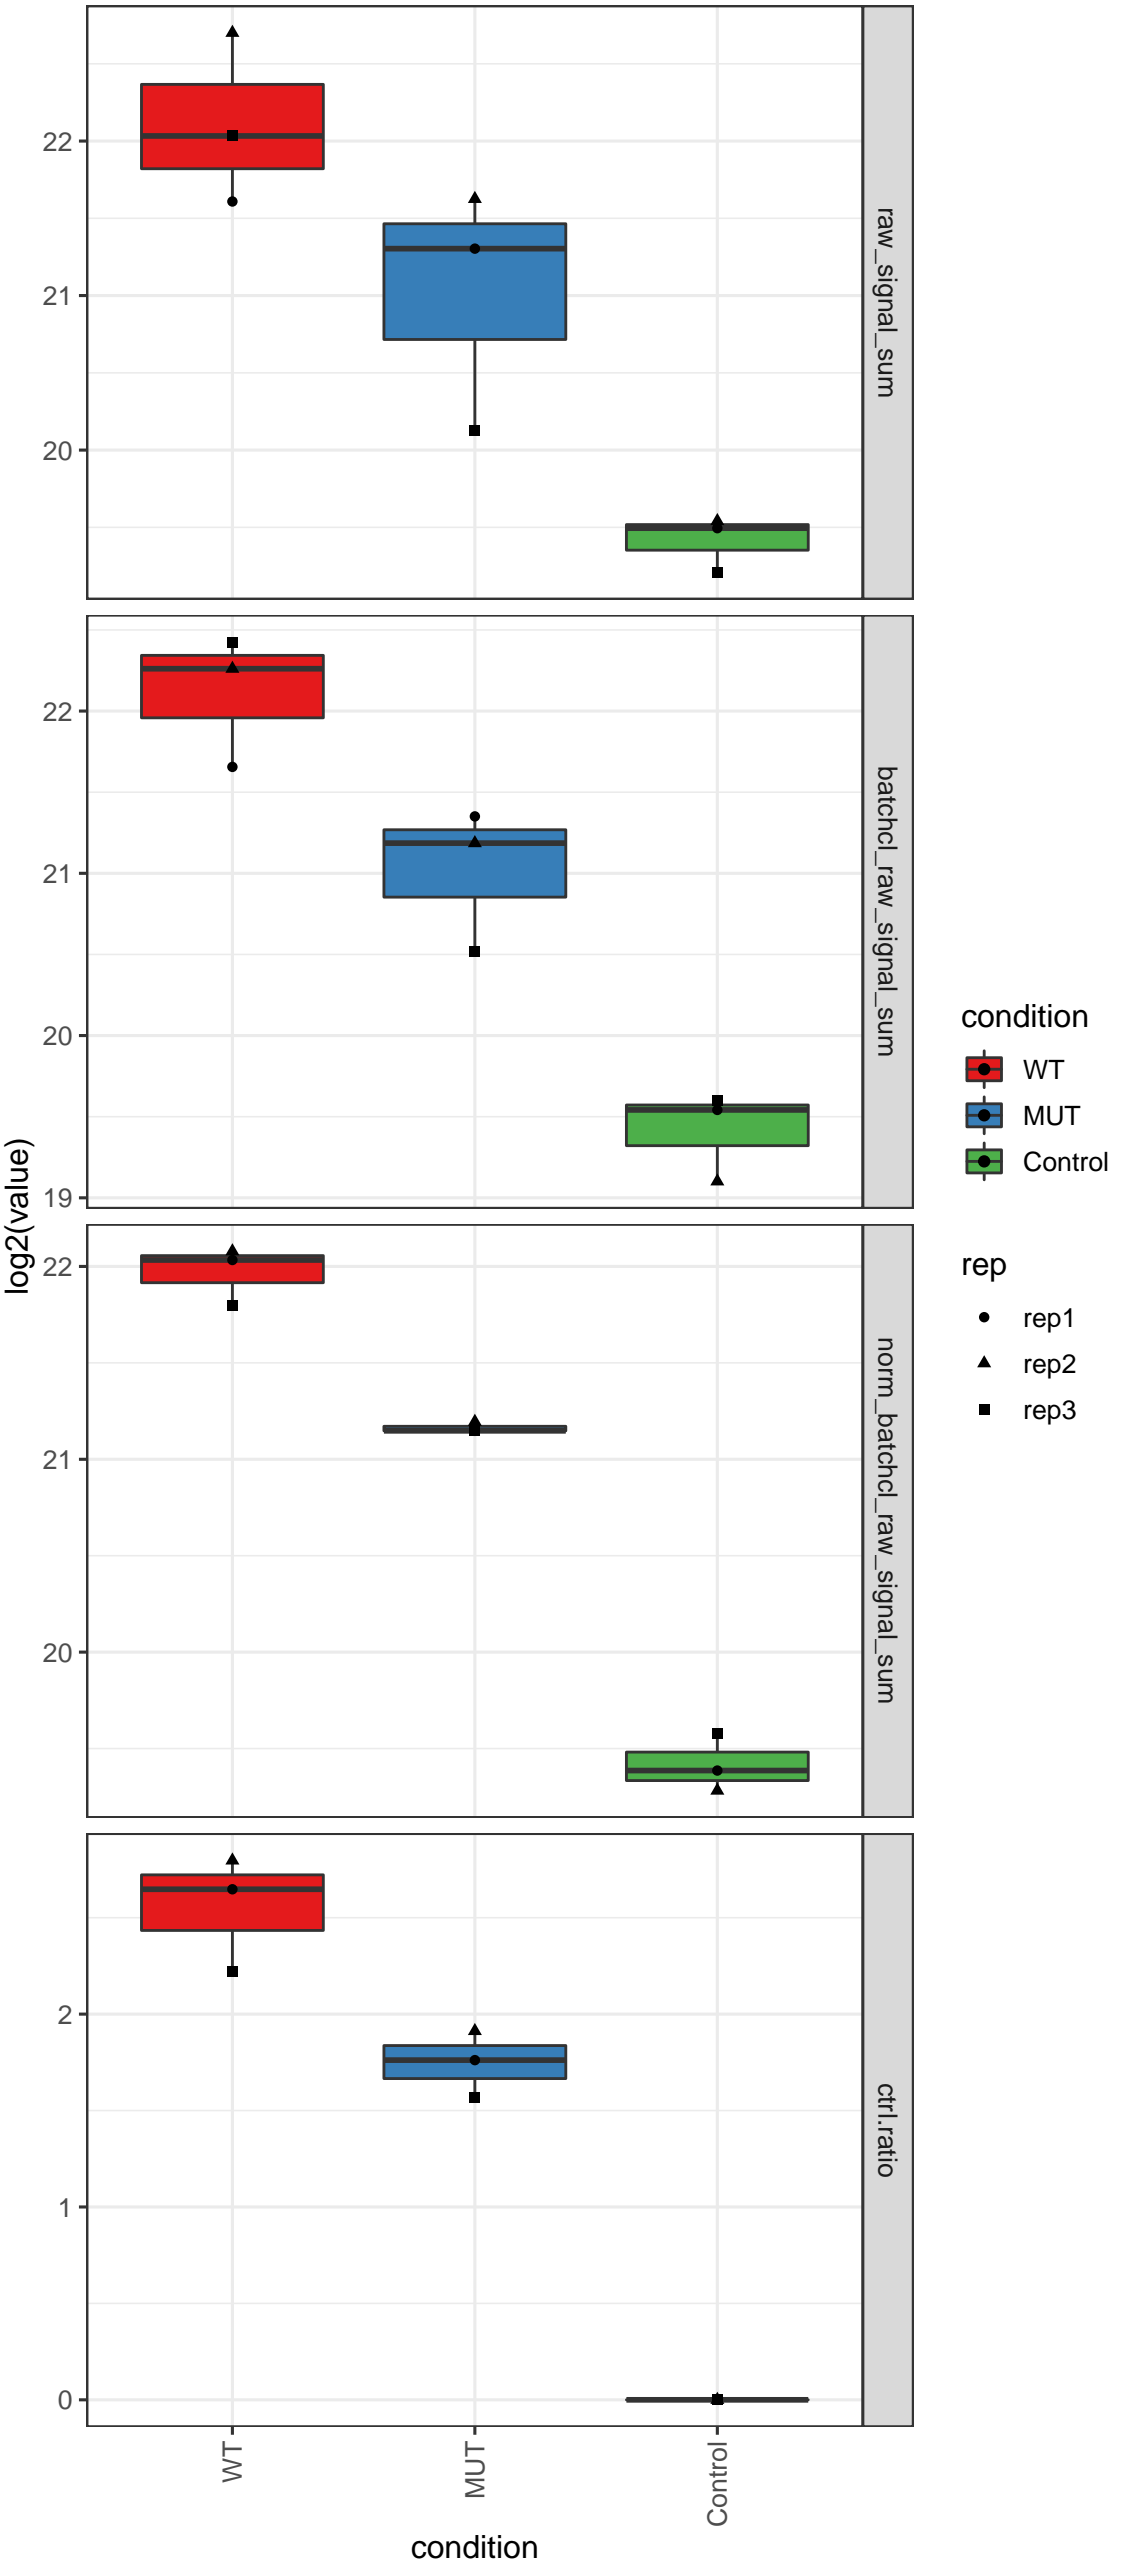 22
21
20
raw_signal_sum
22
21
20
19
batchcl_raw_signal_sum
22
21
20
norm_batchcl_raw_signal_sum
2
1
0
ctrl.ratio
log2(value)
WT
MUT
Control
condition
condition
WT
MUT
Control
rep
rep1
rep2
rep3